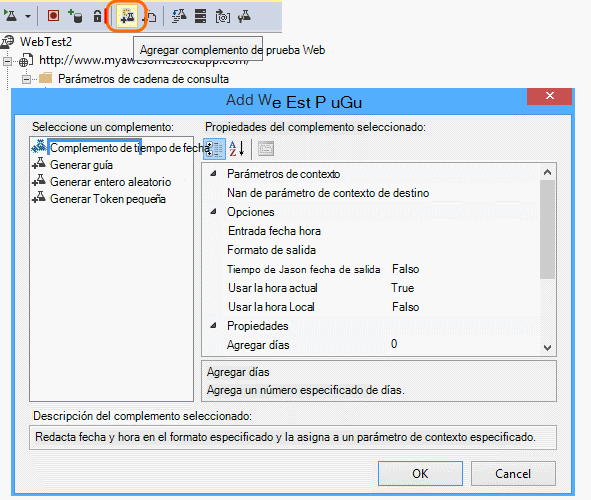 Agregar complemento de prueba Web
WebTest2
http://www.myawesomestockapp.com/
Parámetros de cadena de consulta
Add We Est P uGu
Seleccione un complemento:
Complemento de tiempo de fecha
Generar guía
Generar entero aleatorio
Generar Token pequeña
Propiedades del complemento seleccionado:
Parámetros de contexto
Nan de parámetro de contexto de destino
Opciones
Entrada fecha hora
Formato de salida
Tiempo de Jason fecha de salida Falso
Usar la hora actual True
Usar la hora Local Falso
Propiedades
Agregar días 0
Agregar días
Agrega un número especificado de días.
Descripción del complemento seleccionado:
Redacta fecha y hora en el formato especificado y la asigna a un parámetro de contexto especificado.
OK Cancel